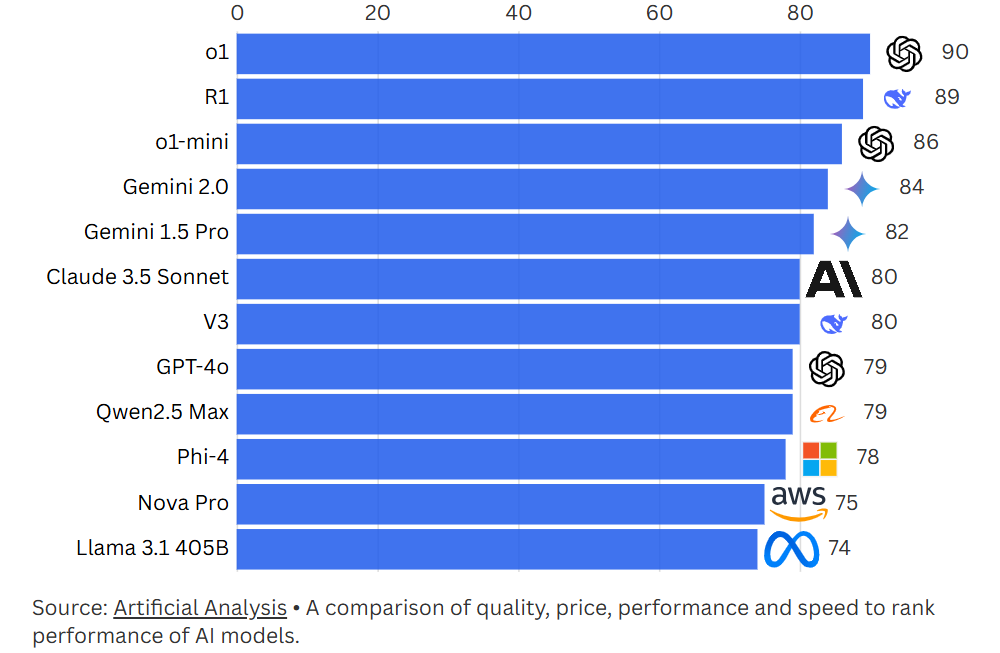 0 20 40 60 80
o1 90
R1 89
o1-mini 86
Gemini 2.0 84
Gemini 1.5 Pro 82
Claude 3.5 Sonnet 80
V3 80
GPT-4o 79
Qwen2.5 Max 79
Phi-4 78
Nova Pro aws 75
Llama 3.1 405B 74
Source: Artificial Analysis • A comparison of quality, price, performance and speed to rank
performance of AI models.